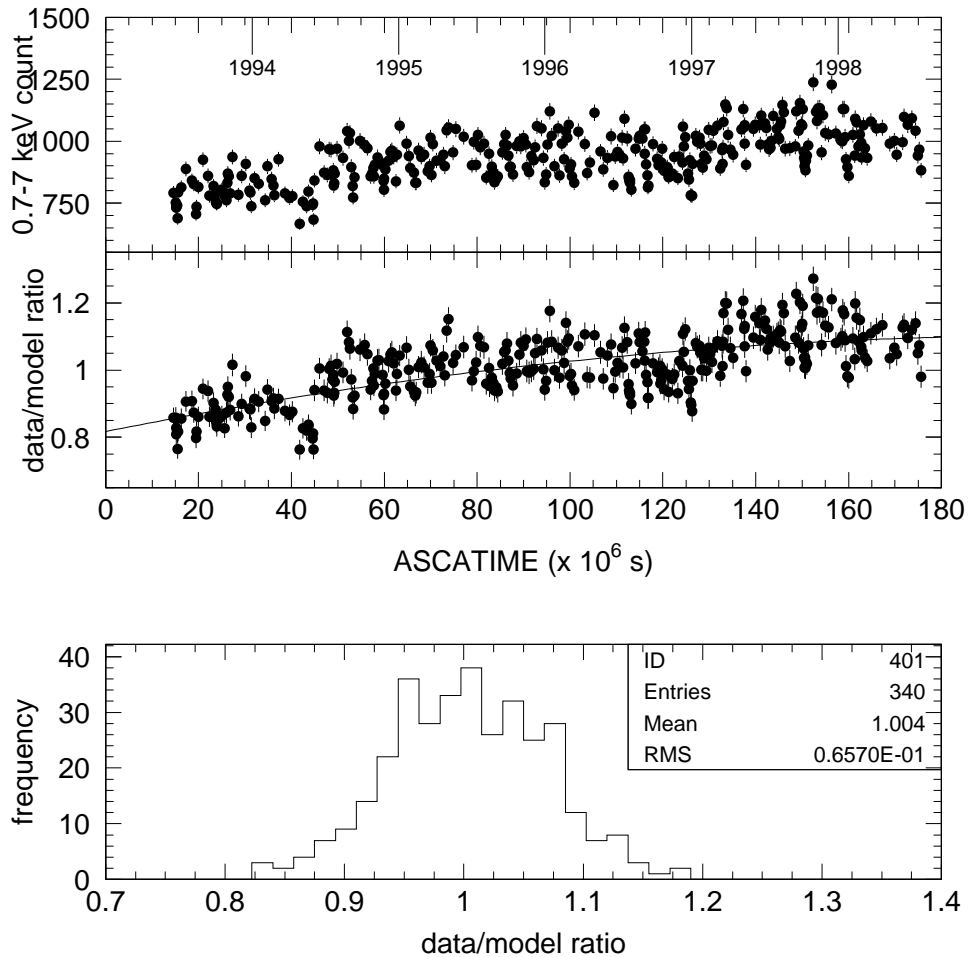 1500
1250
1000
750
0.7-7 keV count
1994 1995 1996 1997 1998
1.2
1
0.8
data/model ratio
0 20 40 60 80 100 120 140 160 180
ASCATIME (x 10⁶ s)
40
30
20
10
0
frequency
ID 401
Entries 340
Mean 1.004
RMS 0.6570E-01
0.7 0.8 0.9 1 1.1 1.2 1.3 1.4
data/model ratio